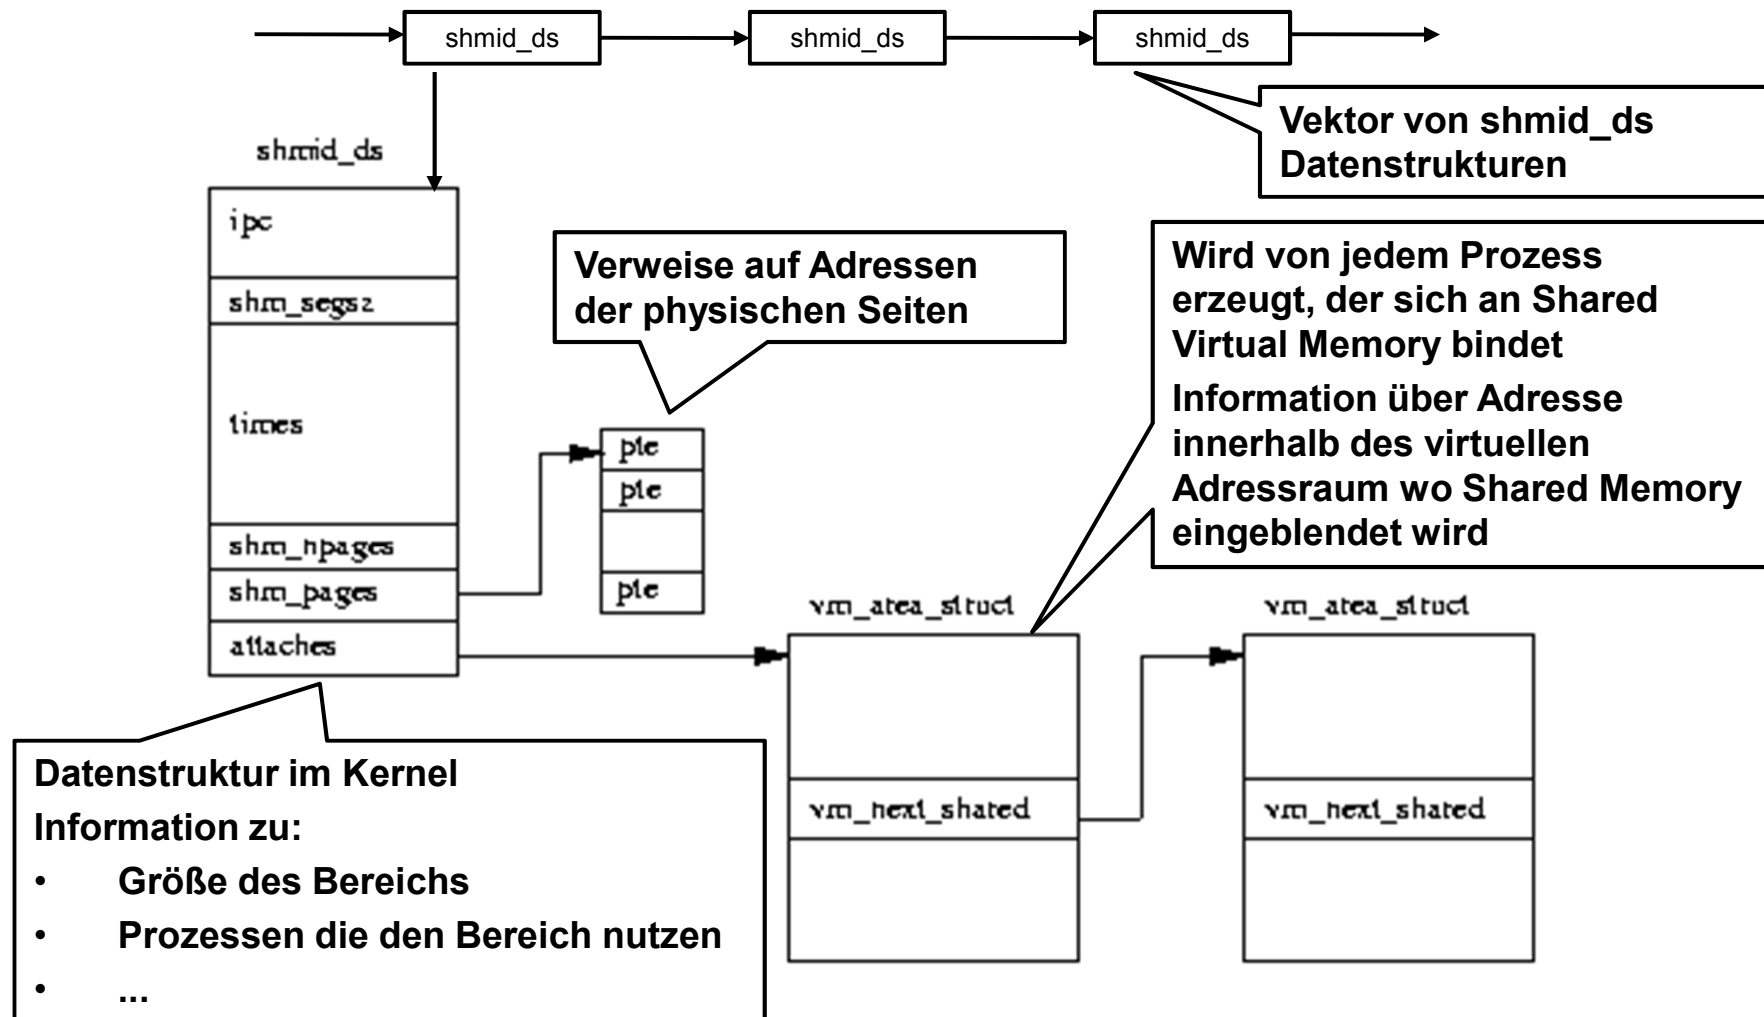 shmid_ds
shmid_ds
shmid_ds
Vektor von shmid_ds
Datenstrukturen
shmid_ds
ipc
shm_segsz
times
shm_npages
shm_pages
attaches
Verweise auf Adressen
der physischen Seiten
pte
pte
pte
Wird von jedem Prozess
erzeugt, der sich an Shared
Virtual Memory bindet
Information über Adresse
innerhalb des virtuellen
Adressraum wo Shared Memory
eingeblendet wird
vm_area_struct
vm_next_shared
vm_area_struct
vm_next_shared
Datenstruktur im Kernel
Information zu:
• Größe des Bereichs
• Prozessen die den Bereich nutzen
• ...